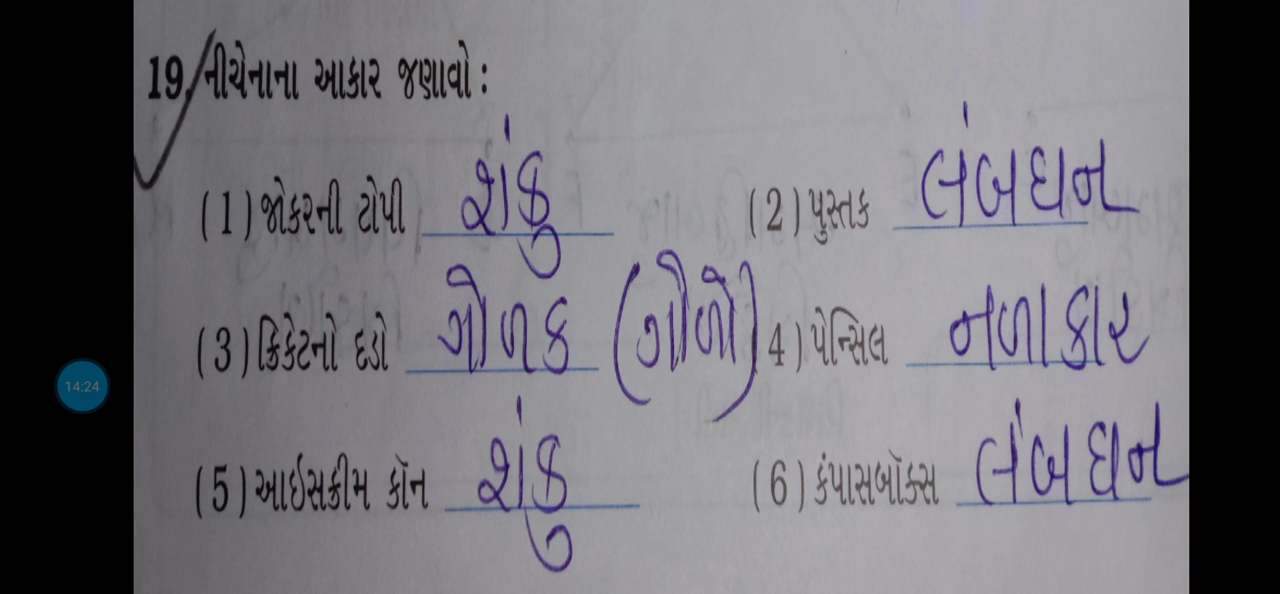 19. નીચેનાના આકાર જણાવો :
(1) જોકરની ટોપી શંકુ (2) પુસ્તક લંબઘન
(3) ક્રિકેટનો દડો ગોળક (ગોળો) 4) પેન્સિલ નળાકાર
14:24
(5) આઈસક્રીમ કૉન શંકુ (6) કંપાસબૉક્સ લંબઘન